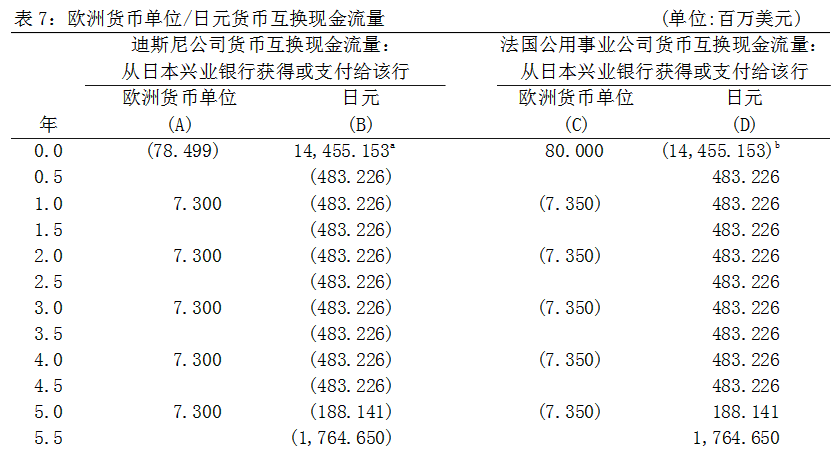 表 7：欧洲货币单位/日元货币互换现金流量 (单位:百万美元)
迪斯尼公司货币互换现金流量： 法国公用事业公司货币互换现金流量：
从日本兴业银行获得或支付给该行 从日本兴业银行获得或支付给该行
欧洲货币单位 日元 欧洲货币单位 日元
年 (A) (B) (C) (D)
0.0 (78.499) 14,455.153a 80.000 (14,455.153)b
0.5 (483.226) 483.226
1.0 7.300 (483.226) (7.350) 483.226
1.5 (483.226) 483.226
2.0 7.300 (483.226) (7.350) 483.226
2.5 (483.226) 483.226
3.0 7.300 (483.226) (7.350) 483.226
3.5 (483.226) 483.226
4.0 7.300 (483.226) (7.350) 483.226
4.5 (483.226) 483.226
5.0 7.300 (188.141) (7.350) 188.141
5.5 (1,764.650) 1,764.650